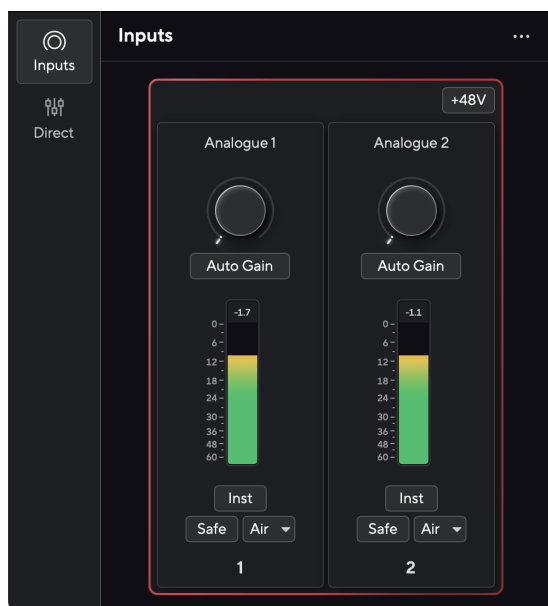 Inputs
Direct
Inputs
...
+48V
Analogue 1
Auto Gain
-1.7
0
6
12
18
24
30
36
48
60
Inst
Safe
Air
1
Analogue 2
Auto Gain
-1.1
0
6
12
18
24
30
36
48
60
Inst
Safe
Air
2